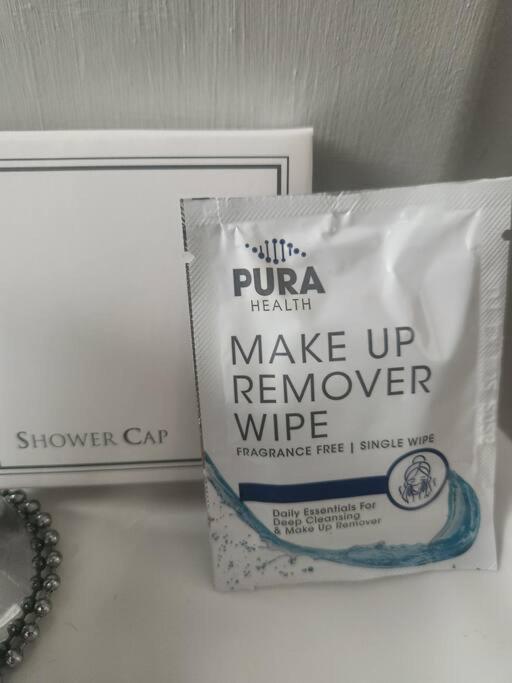 SHOWER CAP
PURA
HEALTH
MAKE UP
REMOVER
WIPE
FRAGRANCE FREE | SINGLE WIPE
Daily Essentials For
Deep Cleansing
& Make Up Remover